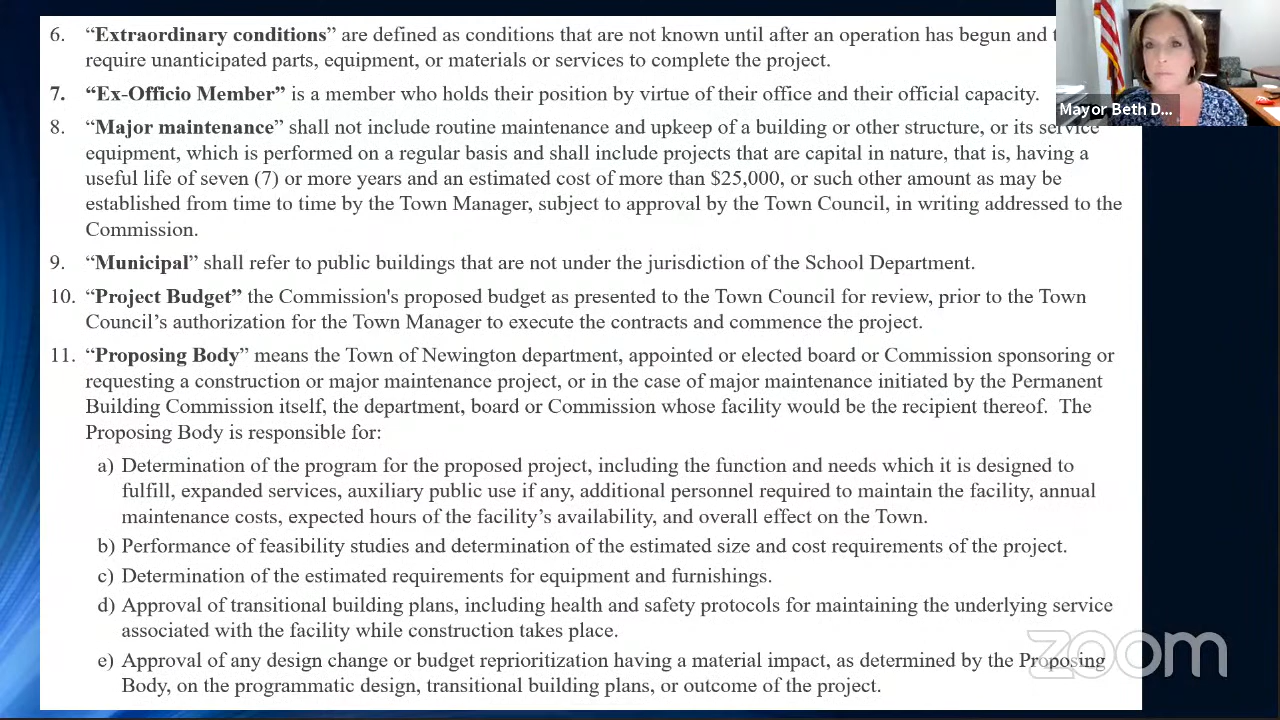 6. “Extraordinary conditions” are defined as conditions that are not known until after an operation has begun and
require unanticipated parts, equipment, or materials or services to complete the project.
7. “Ex-Officio Member” is a member who holds their position by virtue of their office and their official capacity.
Mayor Beth D...
8. “Major maintenance” shall not include routine maintenance and upkeep of a building or other structure, or its service
equipment, which is performed on a regular basis and shall include projects that are capital in nature, that is, having a
useful life of seven (7) or more years and an estimated cost of more than $25,000, or such other amount as may be
established from time to time by the Town Manager, subject to approval by the Town Council, in writing addressed to the
Commission.
9. “Municipal” shall refer to public buildings that are not under the jurisdiction of the School Department.
10. “Project Budget” the Commission's proposed budget as presented to the Town Council for review, prior to the Town
Council’s authorization for the Town Manager to execute the contracts and commence the project.
11. “Proposing Body” means the Town of Newington department, appointed or elected board or Commission sponsoring or
requesting a construction or major maintenance project, or in the case of major maintenance initiated by the Permanent
Building Commission itself, the department, board or Commission whose facility would be the recipient thereof. The
Proposing Body is responsible for:
a) Determination of the program for the proposed project, including the function and needs which it is designed to
fulfill, expanded services, auxiliary public use if any, additional personnel required to maintain the facility, annual
maintenance costs, expected hours of the facility’s availability, and overall effect on the Town.
b) Performance of feasibility studies and determination of the estimated size and cost requirements of the project.
c) Determination of the estimated requirements for equipment and furnishings.
d) Approval of transitional building plans, including health and safety protocols for maintaining the underlying service
associated with the facility while construction takes place.
e) Approval of any design change or budget reprioritization having a material impact, as determined by the Proposing
Body, on the programmatic design, transitional building plans, or outcome of the project.
zoom